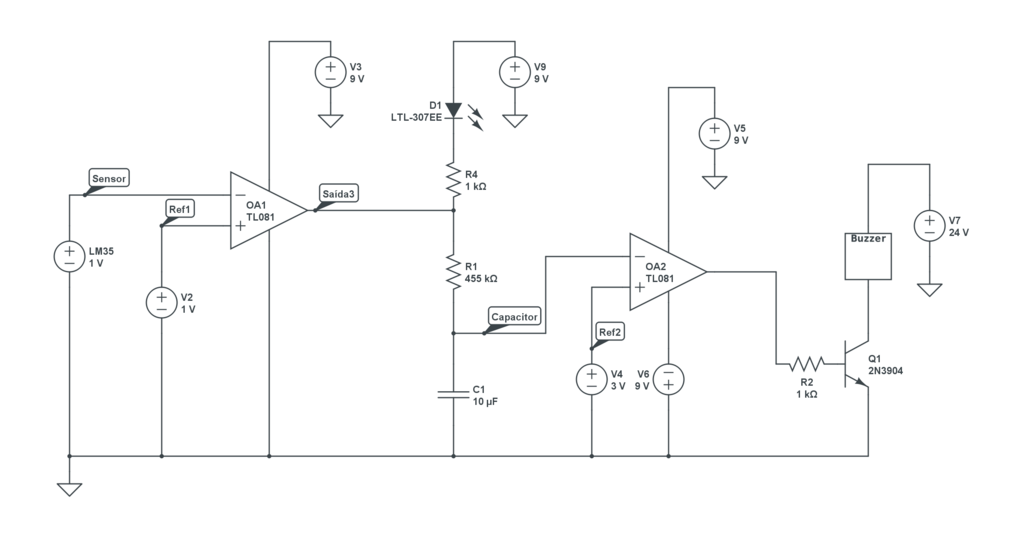 V3
9 V
V9
9 V
D1
LTL-307EE
V5
9 V
Sensor
R4
1 kΩ
Saída3
Ref1
OA1
TL081
−
+
V7
24 V
Buzzer
LM35
1 V
R1
455 kΩ
OA2
TL081
−
+
V2
1 V
Capacitor
Ref2
Q1
2N3904
V4
3 V
V6
9 V
R2
1 kΩ
C1
10 µF